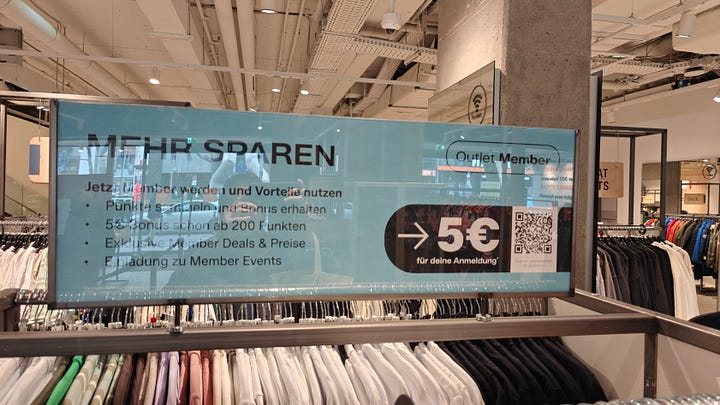 MEHR SPAREN
Outlet Member
Jetzt Member werden und Vorteile nutzen
• Punkte sammeln und Bonus erhalten
• 5€ Bonus schon ab 200 Punkten
• Exklusive Member Deals & Preise
• Einladung zu Member Events
→ 5€
für deine Anmeldung*